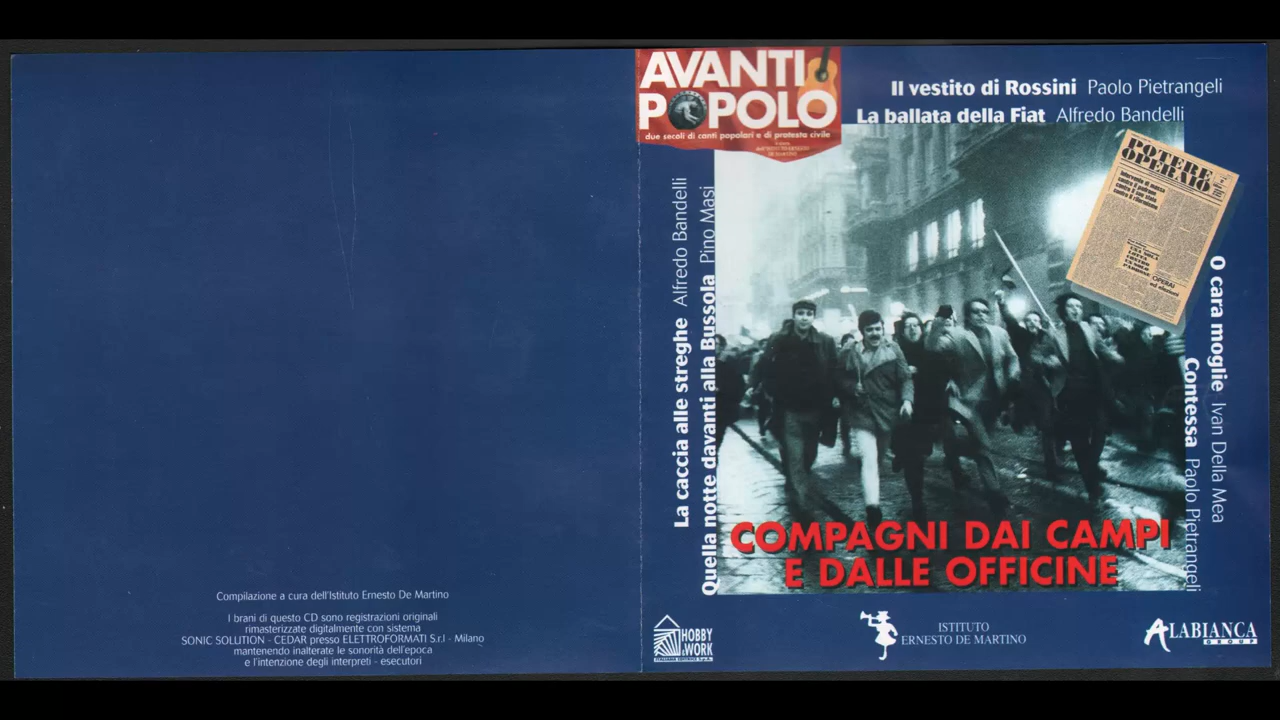 Compilazione a cura dell'Istituto Ernesto De Martino
I brani di questo CD sono registrazioni originali
rimasterizzate digitalmente con sistema
SONIC SOLUTION - CEDAR presso ELETTROFORMATI S.r.l - Milano
mantenendo inalterate le sonorità dell'epoca
e l'intenzione degli interpreti - esecutori
AVANTI
POPOLO
due secoli di canti popolari e di protesta civile
Il vestito di Rossini Paolo Pietrangeli
La ballata della Fiat Alfredo Bandelli
La caccia alle streghe Alfredo Bandelli
Quella notte davanti alla Bussola Pino Masi
POTERE
OPERAIO
O cara moglie Ivan Della Mea
Contessa Paolo Pietrangeli
COMPAGNI DAI CAMPI
E DALLE OFFICINE
HOBBY
& WORK
ISTITUTO
ERNESTO DE MARTINO
ALABIANCA
GROUP